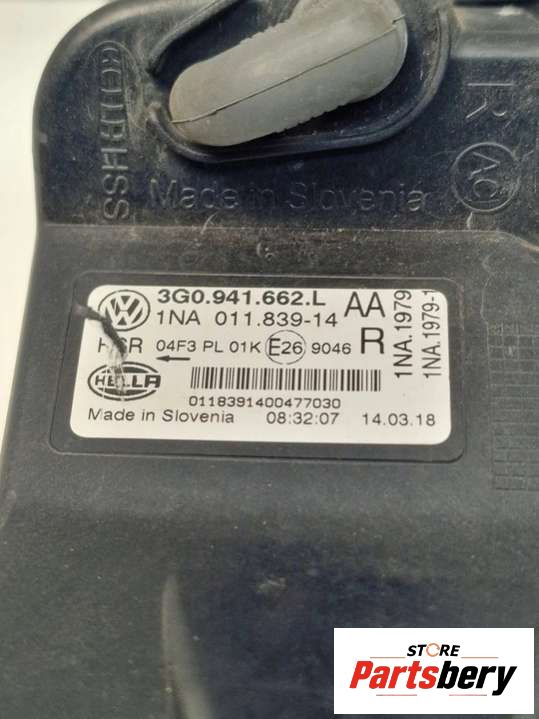 R
AC
Made in Slovenia
3G0.941.662.L
AA
1NA 011.839-14
R
04F3 PL 01K E26 9046
HELLA
0118391400477030
Made in Slovenia 08:32:07 14.03.18
1NA.1979
1NA.1979-1
STORE
Partsbery